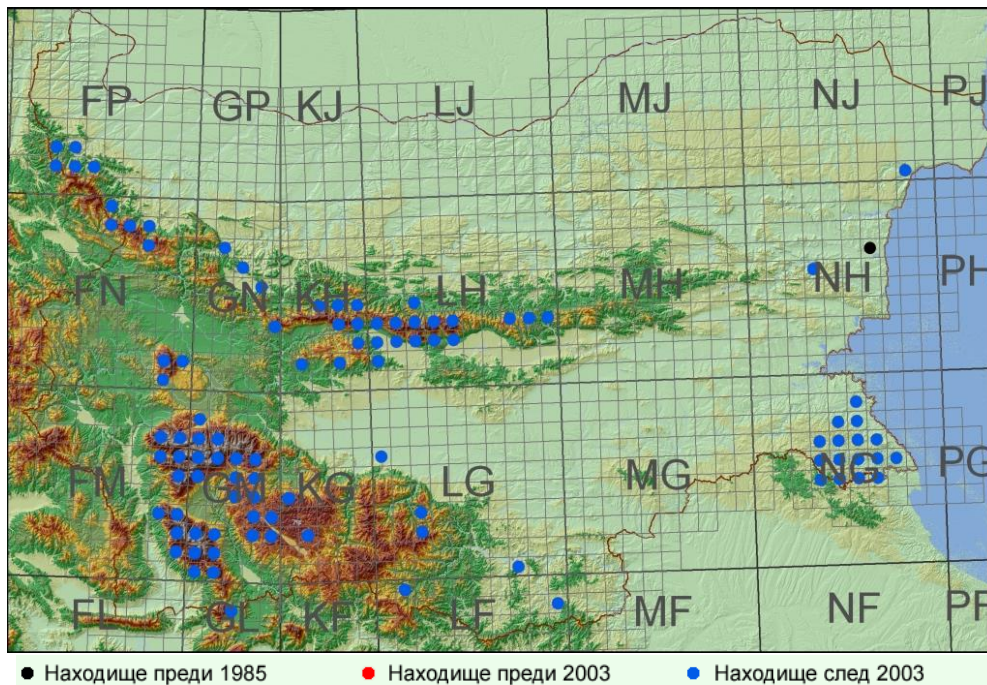 FP GP KJ LJ MJ NJ PJ
FN GN KH LH MH NH PH
FM GM KG LG MG NG PG
FL GL KF LF MF NF PF
Находище преди 1985 Находище преди 2003 Находище след 2003